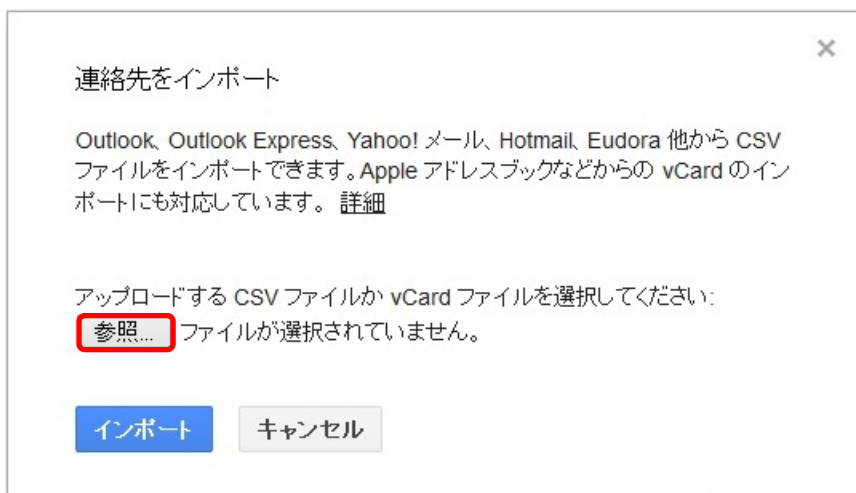 ×
連絡先をインポート
Outlook、Outlook Express、Yahoo! メール、Hotmail、Eudora 他から CSV
ファイルをインポートできます。Apple アドレスブックなどからの vCard のイン
ポートにも対応しています。 詳細
アップロードする CSV ファイルか vCard ファイルを選択してください:
参照... ファイルが選択されていません。
インポート キャンセル